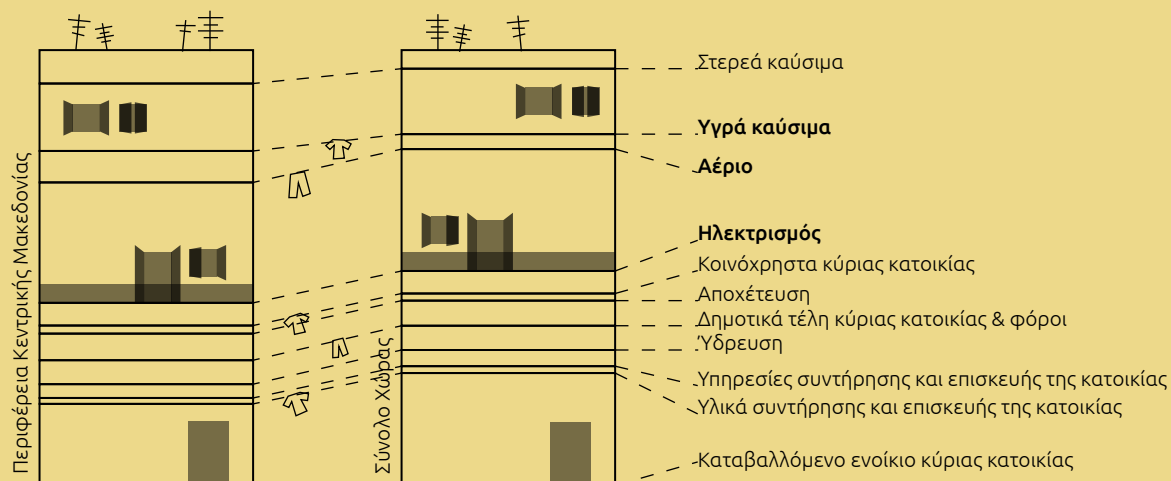 Περιφέρεια Κεντρικής Μακεδονίας
Σύνολο Χώρας
Στερεά καύσιμα
Υγρά καύσιμα
Αέριο
Ηλεκτρισμός
Κοινόχρηστα κύριας κατοικίας
Αποχέτευση
Δημοτικά τέλη κύριας κατοικίας & φόροι
Ύδρευση
Υπηρεσίες συντήρησης και επισκευής της κατοικίας
Υλικά συντήρησης και επισκευής της κατοικίας
Καταβαλλόμενο ενοίκιο κύριας κατοικίας